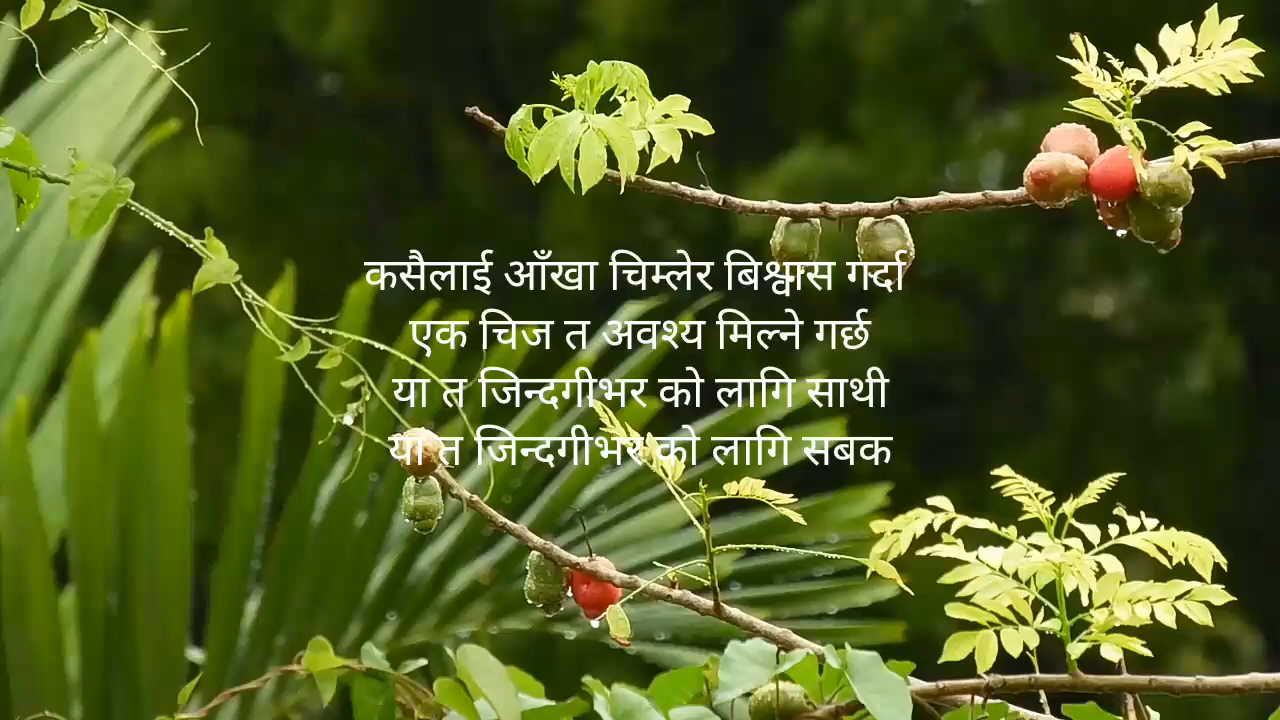 कसैलाई आँखा चिम्लेर बिश्वास गर्दा
एक चिज त अवश्य मिल्ने गर्छ
या त जिन्दगीभर को लागि साथी
या त जिन्दगीभर को लागि सबक